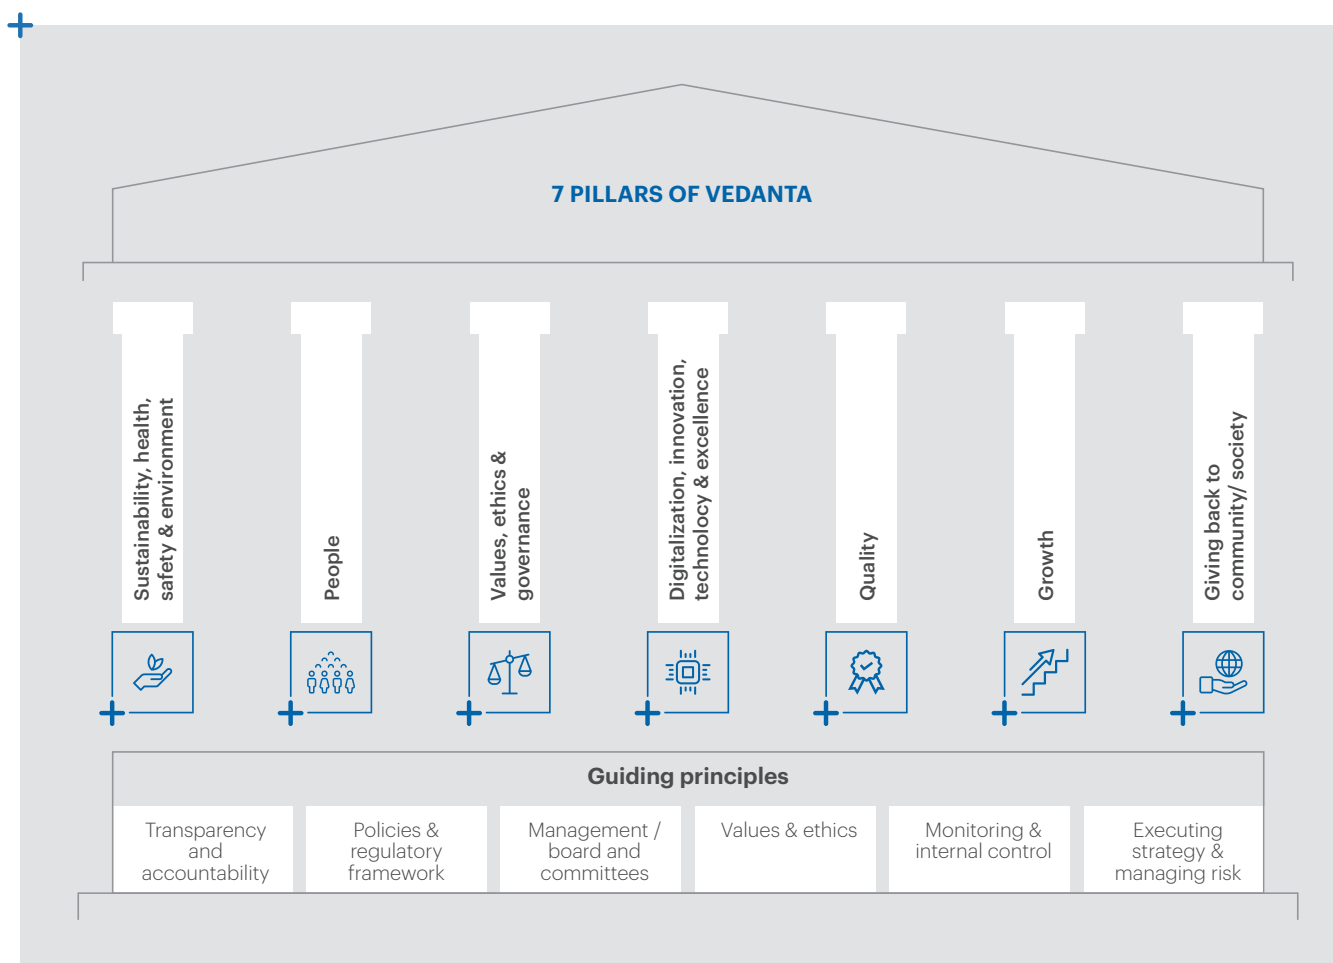 7 PILLARS OF VEDANTA
Sustainability, health,
safety & environment
People
Values, ethics &
governance
Digitalization, innovation,
technolocy & excellence
Quality
Growth
Giving back to
community/ society
Guiding principles
Transparency
and
accountability
Policies &
regulatory
framework
Management /
board and
committees
Values & ethics
Monitoring &
internal control
Executing
strategy &
managing risk